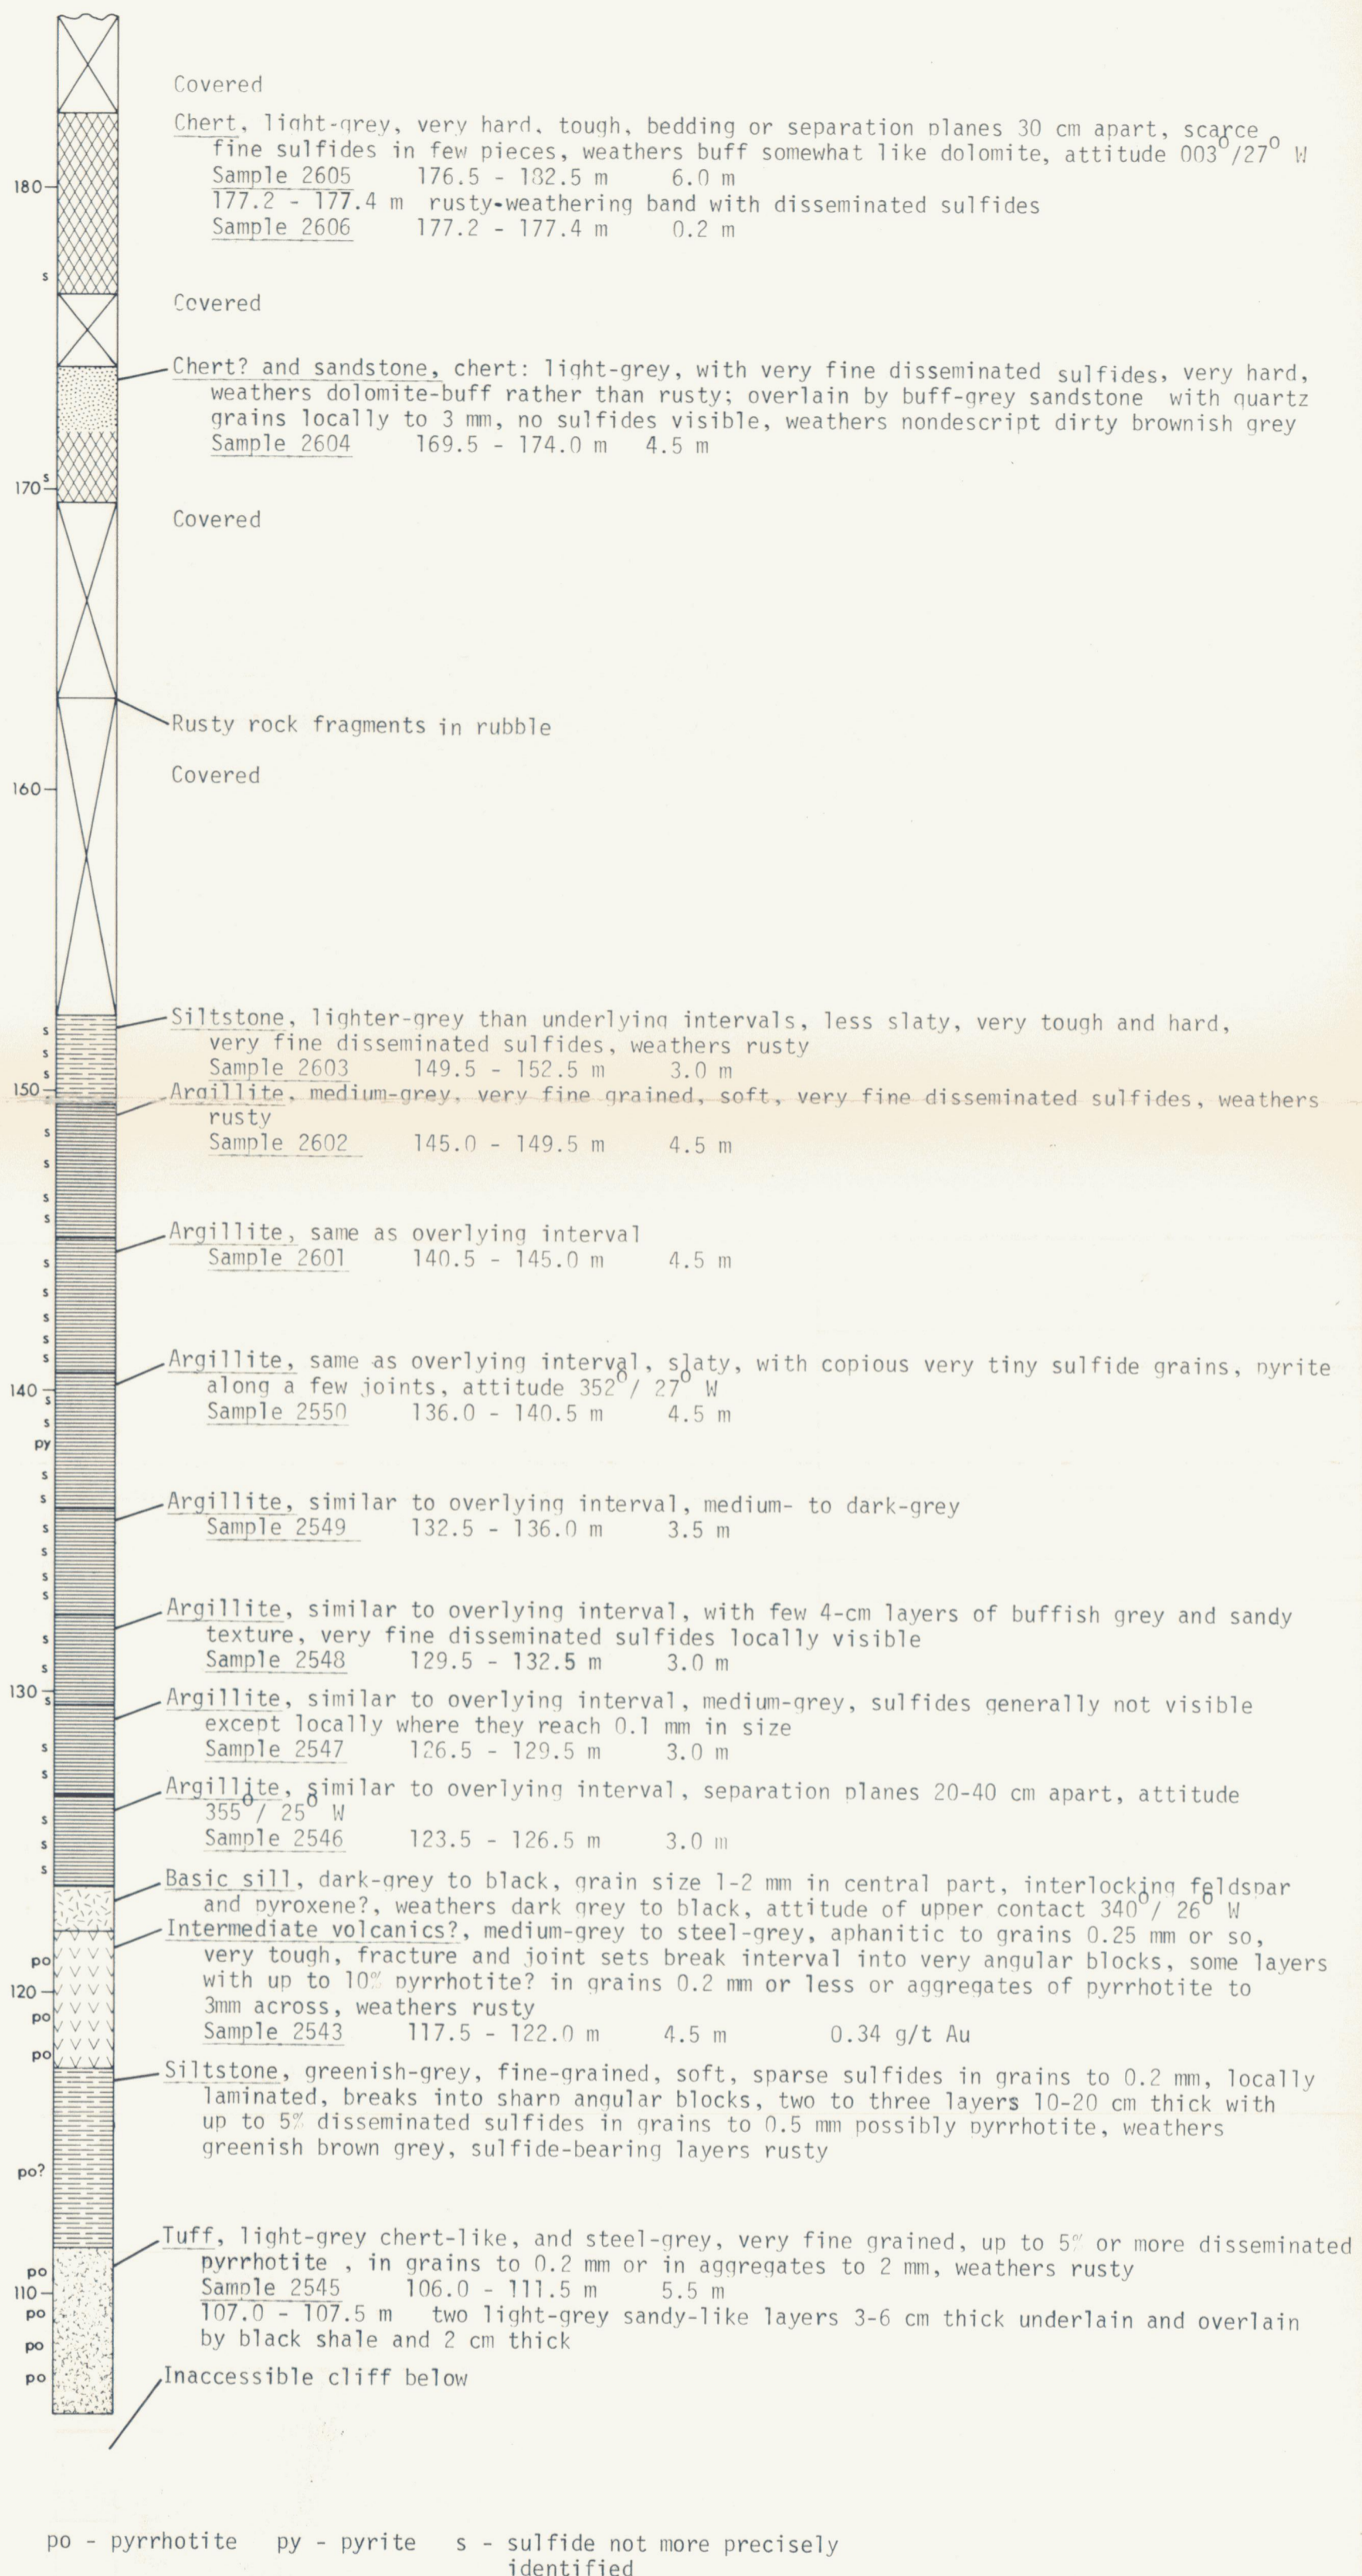 Covered
Chert, light-grey, very hard, tough, bedding or separation planes 30 cm apart, scarce
fine sulfides in few pieces, weathers buff somewhat like dolomite, attitude 003°/27° W
Sample 2605 176.5 - 182.5 m 6.0 m
180
177.2 - 177.4 m rusty-weathering band with disseminated sulfides
Sample 2606 177.2 - 177.4 m 0.2 m
s
Covered
Chert? and sandstone, chert: light-grey, with very fine disseminated sulfides, very hard,
weathers dolomite-buff rather than rusty; overlain by buff-grey sandstone with quartz
grains locally to 3 mm, no sulfides visible, weathers nondescript dirty brownish grey
Sample 2604 169.5 - 174.0 m 4.5 m
s
170
Covered
Rusty rock fragments in rubble
Covered
160
Siltstone, lighter-grey than underlying intervals, less slaty, very tough and hard,
s
very fine disseminated sulfides, weathers rusty
s
Sample 2603 149.5 - 152.5 m 3.0 m
s
150
Argillite, medium-grey, very fine grained, soft, very fine disseminated sulfides, weathers
rusty
s
Sample 2602 145.0 - 149.5 m 4.5 m
s
s
s
Argillite, same as overlying interval
Sample 2601 140.5 - 145.0 m 4.5 m
s
s
s
s
s
Argillite, same as overlying interval, slaty, with copious very tiny sulfide grains, pyrite
along a few joints, attitude 352°/ 27° W
140
s
Sample 2550 136.0 - 140.5 m 4.5 m
s
py
s
s
Argillite, similar to overlying interval, medium- to dark-grey
Sample 2549 132.5 - 136.0 m 3.5 m
s
s
s
s
Argillite, similar to overlying interval, with few 4-cm layers of buffish grey and sandy
texture, very fine disseminated sulfides locally visible
s
Sample 2548 129.5 - 132.5 m 3.0 m
s
130
s
Argillite, similar to overlying interval, medium-grey, sulfides generally not visible
except locally where they reach 0.1 mm in size
Sample 2547 126.5 - 129.5 m 3.0 m
s
s
Argillite, similar to overlying interval, separation planes 20-40 cm apart, attitude
355°/ 25° W
s
Sample 2546 123.5 - 126.5 m 3.0 m
s
s
Basic sill, dark-grey to black, grain size 1-2 mm in central part, interlocking feldspar
and pyroxene?, weathers dark grey to black, attitude of upper contact 340°/ 26° W
Intermediate volcanics?, medium-grey to steel-grey, aphanitic to grains 0.25 mm or so,
po
very tough, fracture and joint sets break interval into very angular blocks, some layers
with up to 10% pyrrhotite? in grains 0.2 mm or less or aggregates of pyrrhotite to
120
3mm across, weathers rusty
po
Sample 2543 117.5 - 122.0 m 4.5 m 0.34 g/t Au
po
Siltstone, greenish-grey, fine-grained, soft, sparse sulfides in grains to 0.2 mm, locally
laminated, breaks into sharp angular blocks, two to three layers 10-20 cm thick with
up to 5% disseminated sulfides in grains to 0.5 mm possibly pyrrhotite, weathers
greenish brown grey, sulfide-bearing layers rusty
po?
Tuff, light-grey chert-like, and steel-grey, very fine grained, up to 5% or more disseminated
pyrrhotite , in grains to 0.2 mm or in aggregates to 2 mm, weathers rusty
po
Sample 2545 106.0 - 111.5 m 5.5 m
110
po
107.0 - 107.5 m two light-grey sandy-like layers 3-6 cm thick underlain and overlain
by black shale and 2 cm thick
po
po
Inaccessible cliff below
po - pyrrhotite py - pyrite s - sulfide not more precisely
identified